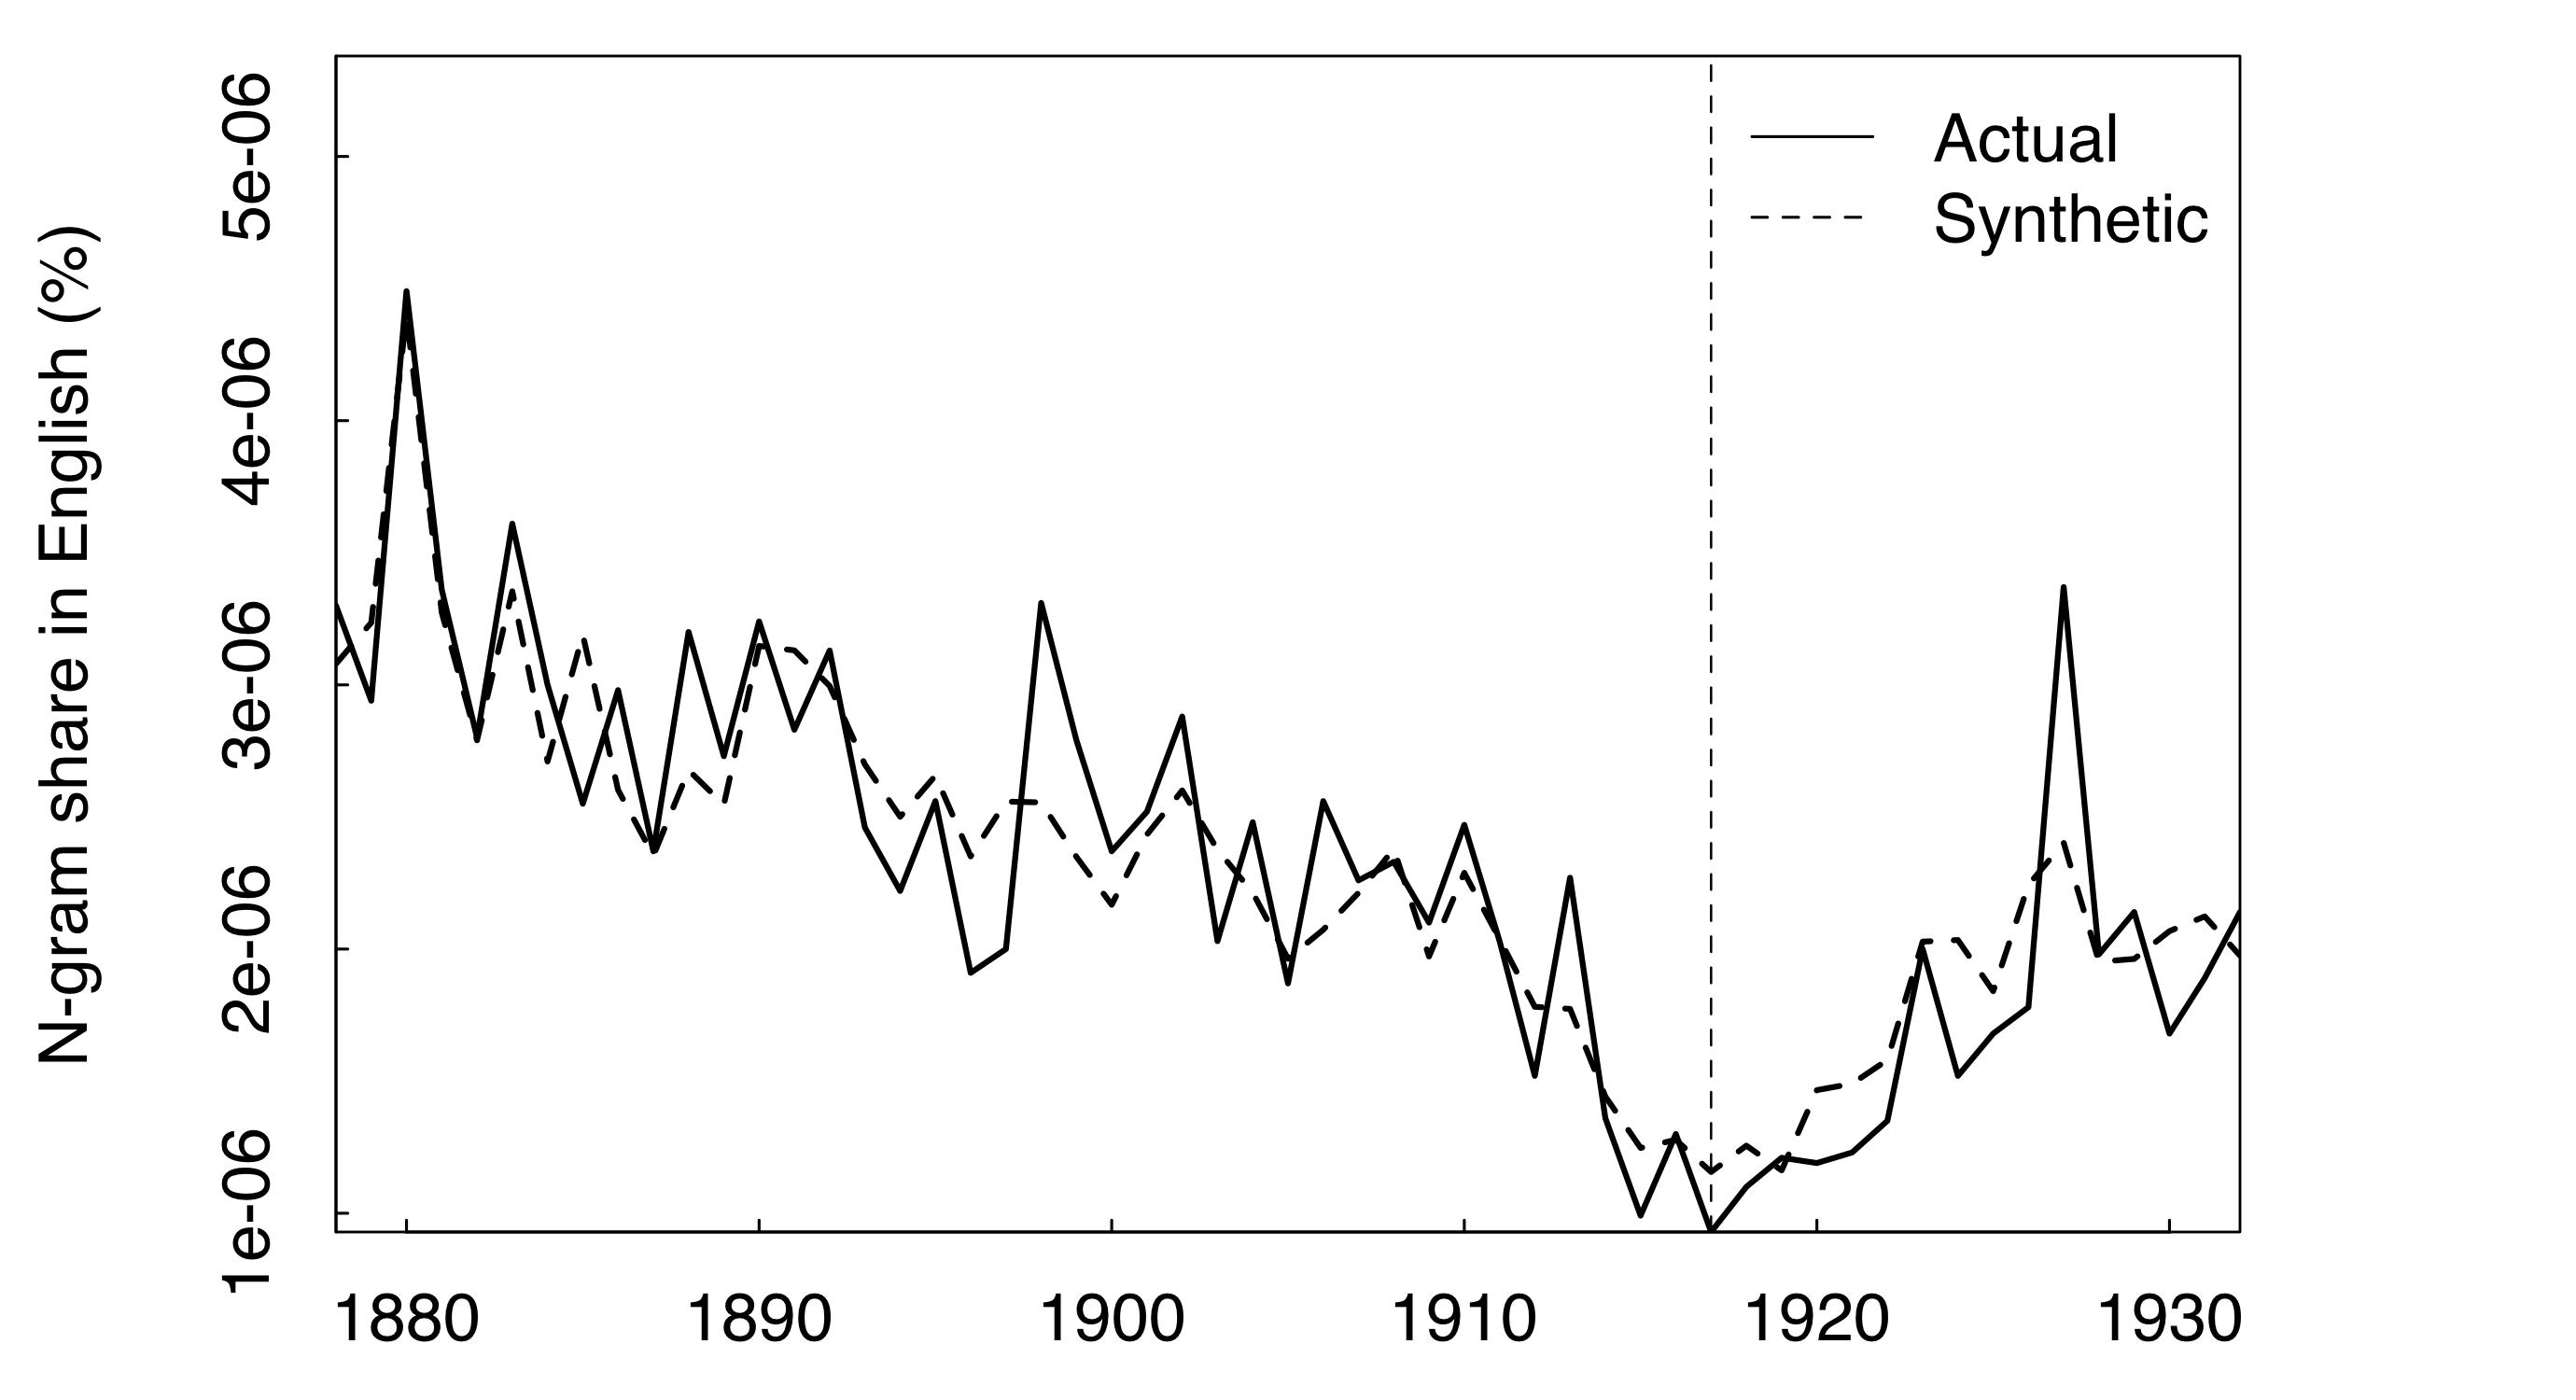 N-gram share in English (%)
5e-06
4e-06
3e-06
2e-06
1e-06
Actual
Synthetic
1880
1890
1900
1910
1920
1930